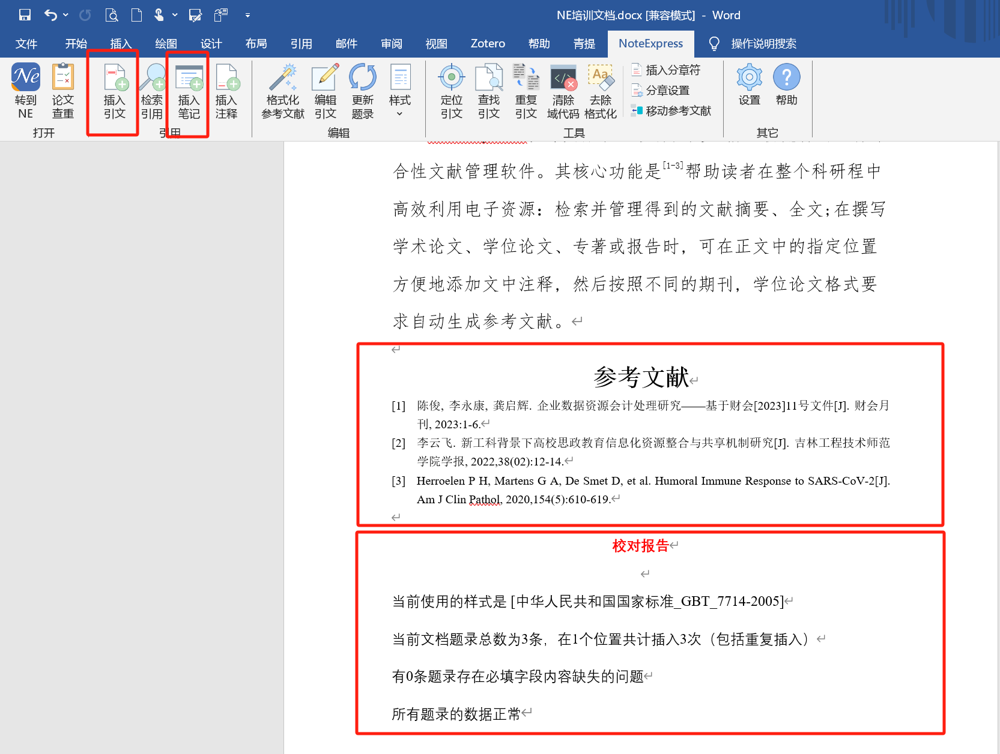 NE培训文档.docx [兼容模式] - Word
文件 开始 插入 绘图 设计 布局 引用 邮件 审阅 视图 Zotero 帮助 青提 NoteExpress 操作说明搜索
Ne
转到 NE
论文 查重
打开
插入 引文
检索 引用
插入 笔记
插入 注释
引用
格式化 参考文献
编辑 引文
更新 题录
样式
编辑
定位 引文
查找 引文
重复 引文
清除 域代码
Aa
去除 格式化
插入分章符
分章设置
移动参考文献
工具
设置
帮助
其它
合性文献管理软件。其核心功能是[1-3]帮助读者在整个科研程中
高效利用电子资源：检索并管理得到的文献摘要、全文;在撰写
学术论文、学位论文、专著或报告时，可在正文中的指定位置
方便地添加文中注释，然后按照不同的期刊，学位论文格式要
求自动生成参考文献。
参考文献
[1] 陈俊, 李永康, 龚启辉. 企业数据资源会计处理研究——基于财会[2023]11号文件[J]. 财会月
刊, 2023:1-6.
[2] 李云飞. 新工科背景下高校思政教育信息化资源整合与共享机制研究[J]. 吉林工程技术师范
学院学报, 2022,38(02):12-14.
[3] Herroelen P H, Martens G A, De Smet D, et al. Humoral Immune Response to SARS-CoV-2[J].
Am J Clin Pathol, 2020,154(5):610-619.
校对报告
当前使用的样式是 [中华人民共和国国家标准_GBT_7714-2005]
当前文档题录总数为3条，在1个位置共计插入3次（包括重复插入）
有0条题录存在必填字段内容缺失的问题
所有题录的数据正常